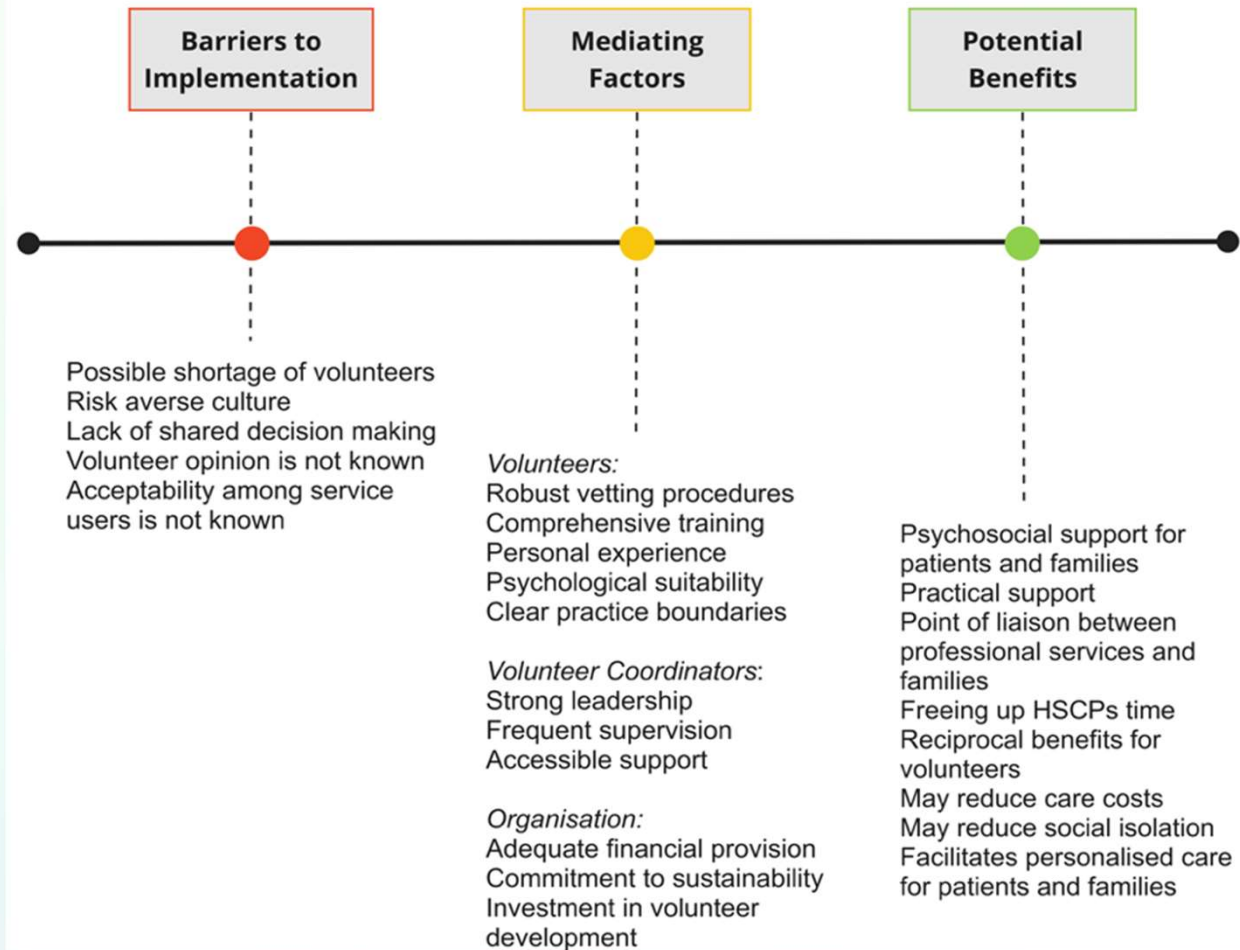 Barriers to
Implementation
Mediating
Factors
Potential
Benefits
Possible shortage of volunteers
Risk averse culture
Lack of shared decision making
Volunteer opinion is not known
Acceptability among service
users is not known
Volunteers:
Robust vetting procedures
Comprehensive training
Personal experience
Psychological suitability
Clear practice boundaries
Volunteer Coordinators:
Strong leadership
Frequent supervision
Accessible support
Organisation:
Adequate financial provision
Commitment to sustainability
Investment in volunteer
development
Psychosocial support for
patients and families
Practical support
Point of liaison between
professional services and
families
Freeing up HSCPs time
Reciprocal benefits for
volunteers
May reduce care costs
May reduce social isolation
Facilitates personalised care
for patients and families